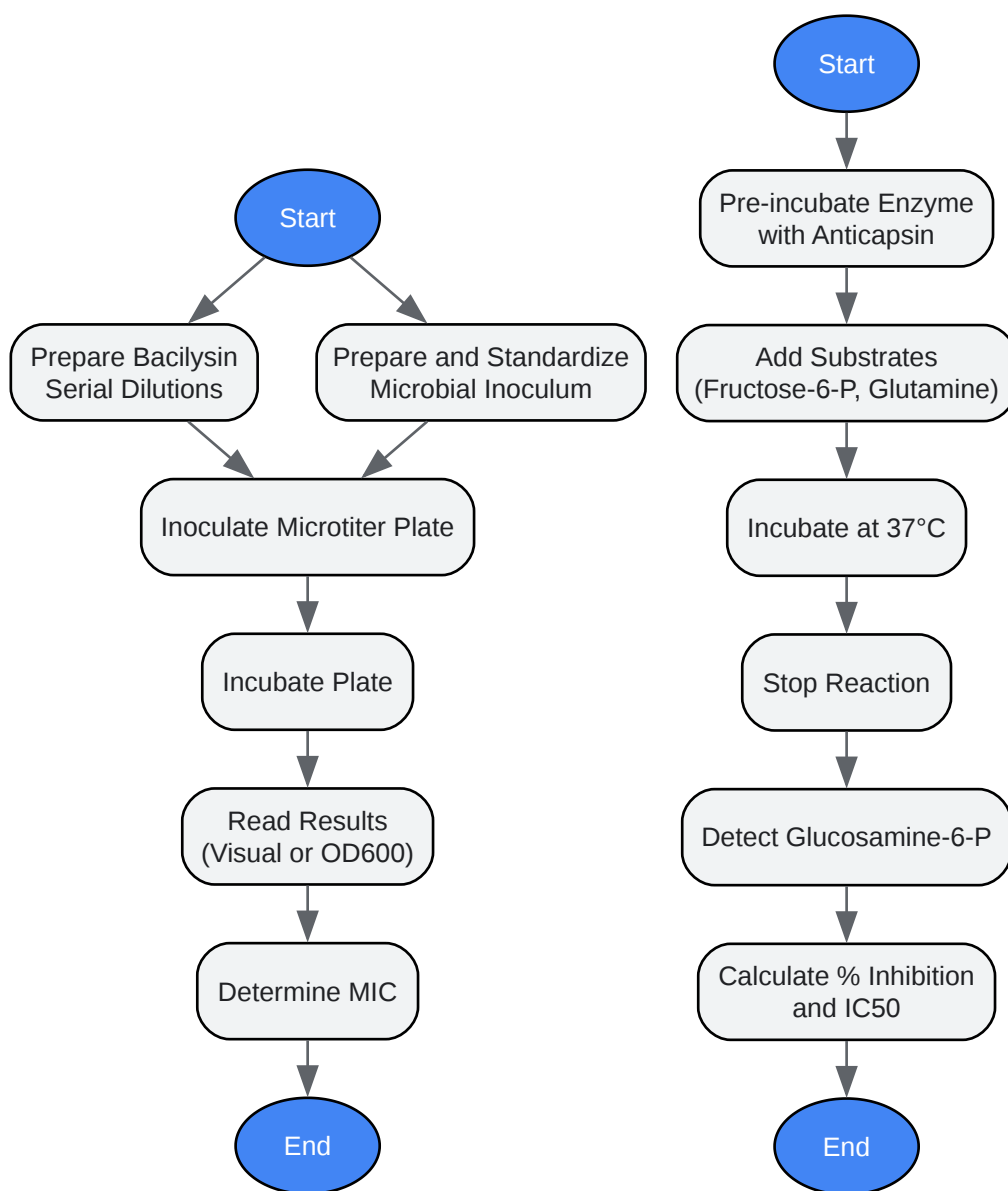 Start
Prepare Bacilysin
Serial Dilutions
Prepare and Standardize
Microbial Inoculum
Inoculate Microtiter Plate
Incubate Plate
Read Results
(Visual or OD600)
Determine MIC
End
Start
Pre-incubate Enzyme
with Anticapsin
Add Substrates
(Fructose-6-P, Glutamine)
Incubate at 37°C
Stop Reaction
Detect Glucosamine-6-P
Calculate % Inhibition
and IC50
End